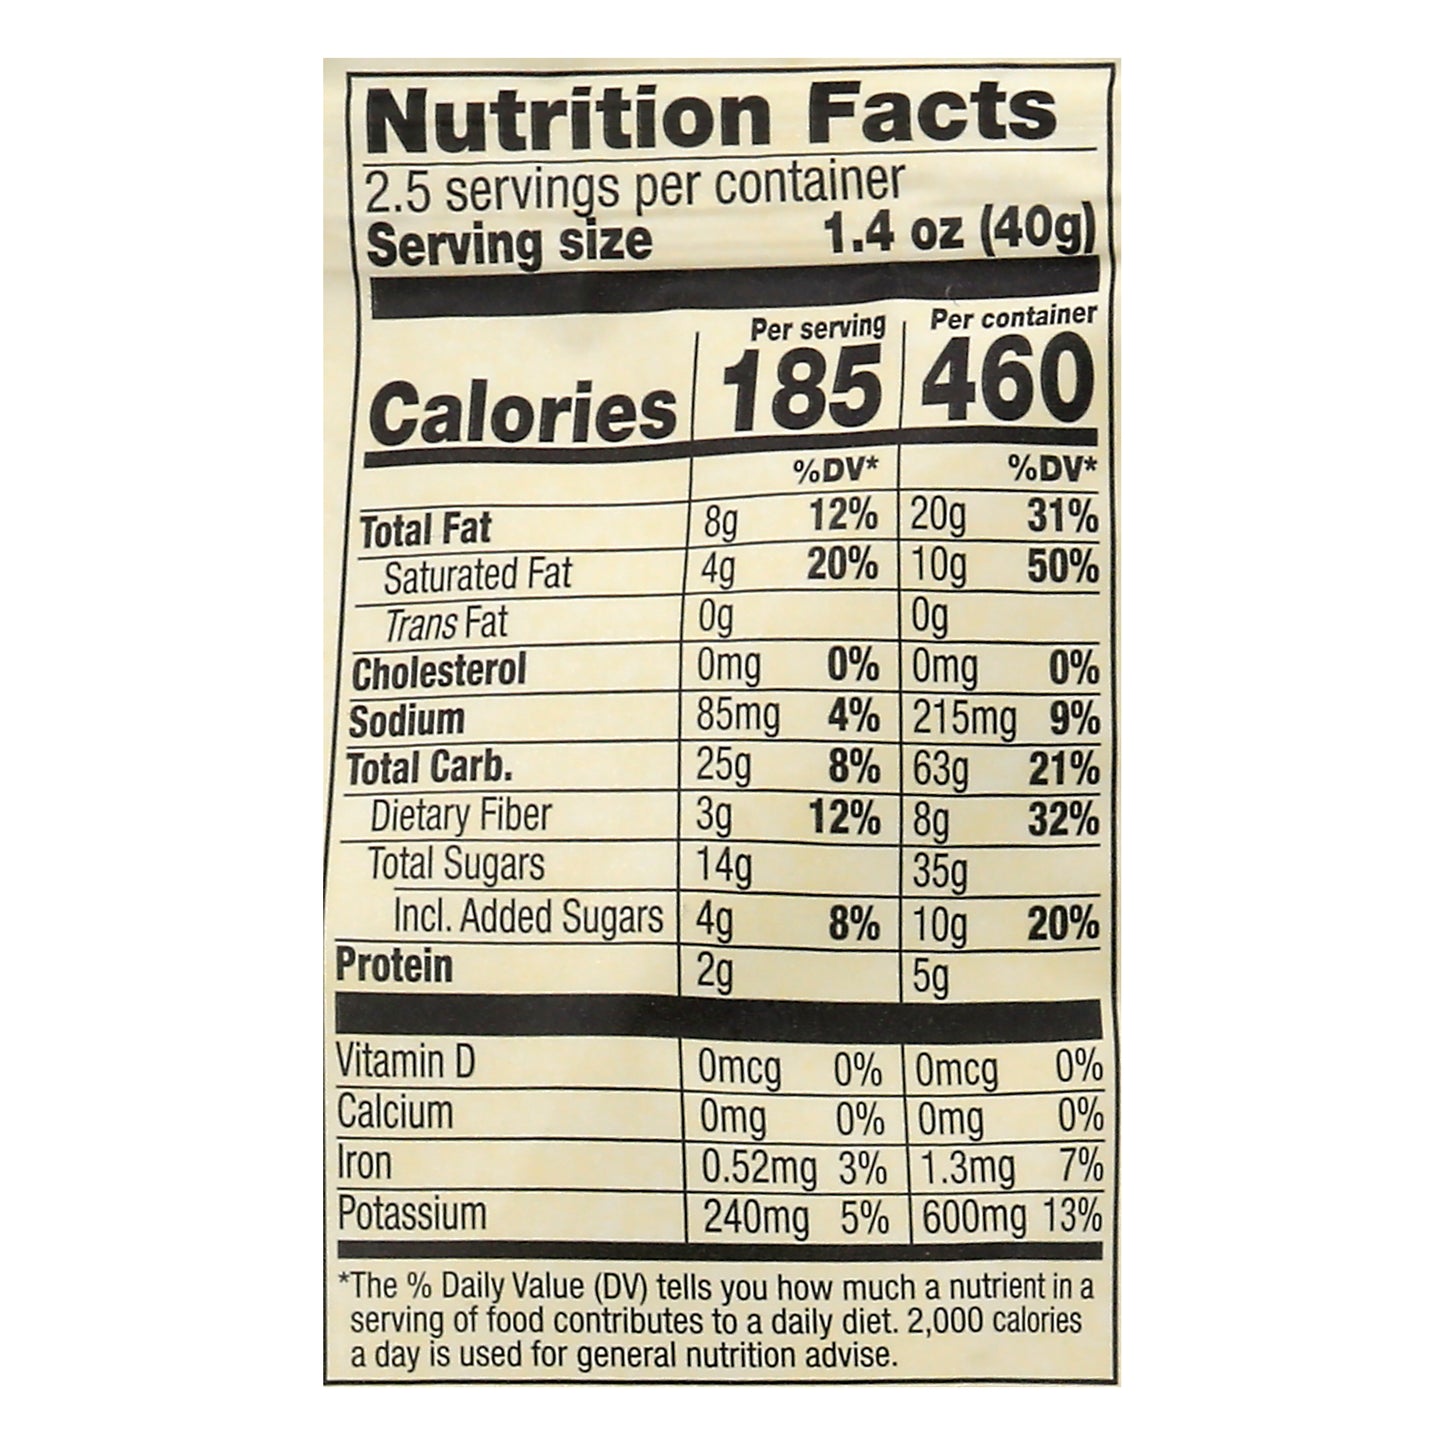 Nutrition Facts
2.5 servings per container
Serving size 1.4 oz (40g)
Per serving Per container
Calories 185 460
%DV* %DV*
Total Fat 8g 12% 20g 31%
Saturated Fat 4g 20% 10g 50%
Trans Fat 0g 0g
Cholesterol 0mg 0% 0mg 0%
Sodium 85mg 4% 215mg 9%
Total Carb. 25g 8% 63g 21%
Dietary Fiber 3g 12% 8g 32%
Total Sugars 14g 35g
Incl. Added Sugars 4g 8% 10g 20%
Protein 2g 5g
Vitamin D 0mcg 0% 0mcg 0%
Calcium 0mg 0% 0mg 0%
Iron 0.52mg 3% 1.3mg 7%
Potassium 240mg 5% 600mg 13%
*The % Daily Value (DV) tells you how much a nutrient in a
serving of food contributes to a daily diet. 2,000 calories
a day is used for general nutrition advise.